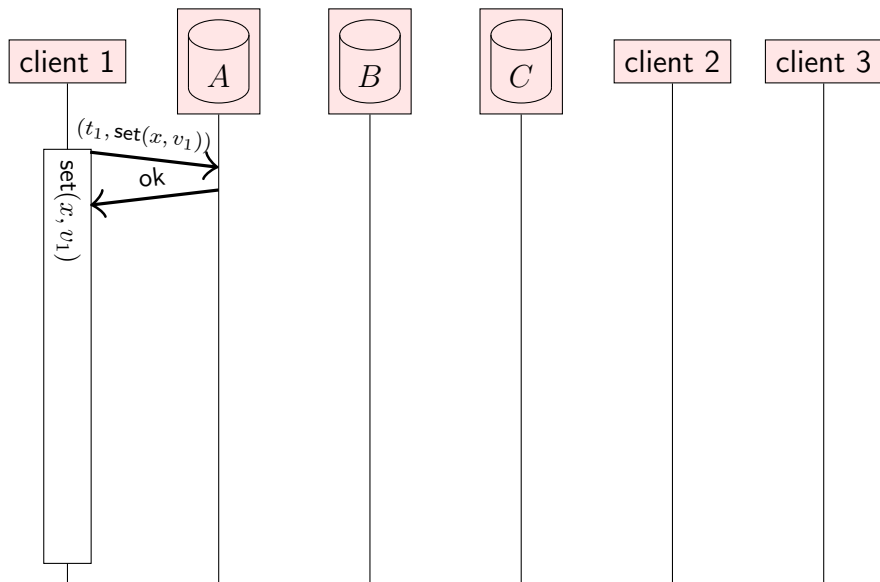 client 1
A
B
C
client 2
client 3
(t₁, set(x, v₁))
ok
set(x, v₁)